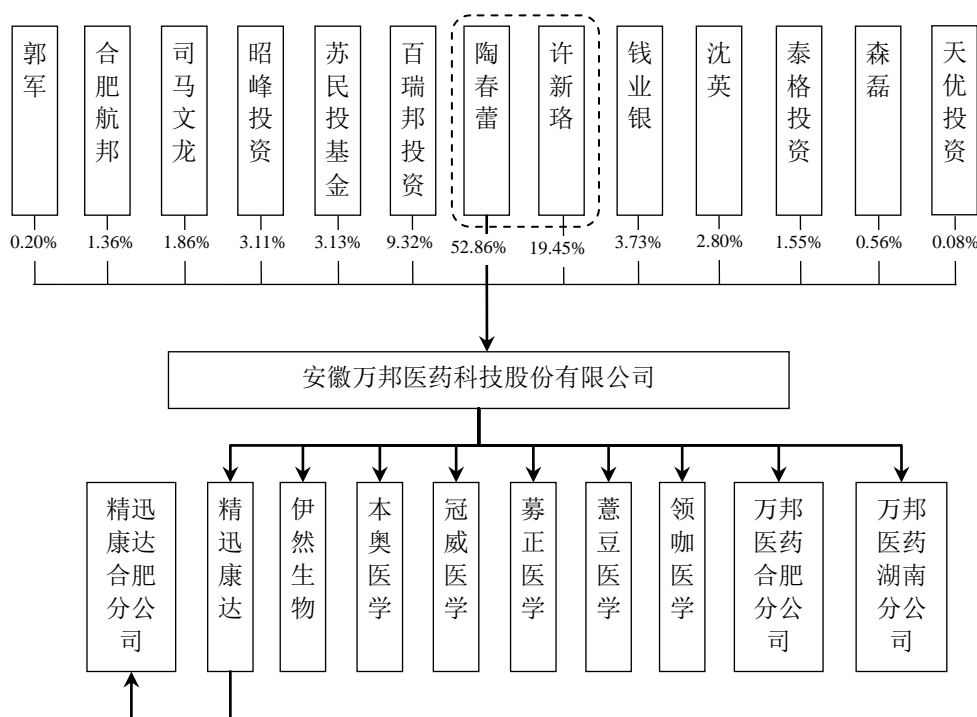 郭军
合肥航邦
司马文龙
昭峰投资
苏民投基金
百瑞邦投资
陶春蕾
许新珞
钱业银
沈英
泰格投资
森磊
天优投资
0.20%
1.36%
1.86%
3.11%
3.13%
9.32%
52.86%
19.45%
3.73%
2.80%
1.55%
0.56%
0.08%
安徽万邦医药科技股份有限公司
精迅
康达
合肥
分公
司
精迅康达
伊然生物
本奥医学
冠威医学
募正医学
薏豆医学
领咖医学
万邦
医药
合肥
分公
司
万邦
医药
湖南
分公
司